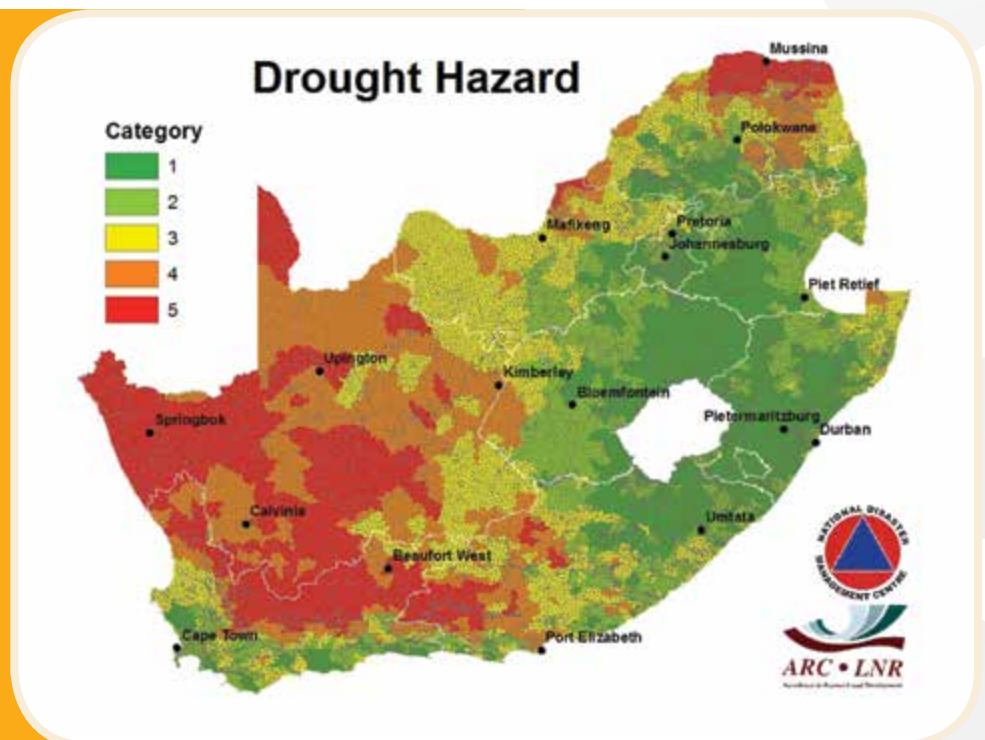 Drought Hazard
Category
1
2
3
4
5
Mussina
Polokwane
Mafikeng
Pretoria
Johannesburg
Piet Retief
Upington
Kimberley
Bloemfontein
Springbok
Pietermaritzburg
Durban
Calvinia
Umtata
Beaufort West
Cape Town
Port Elizabeth
NATIONAL DISASTER
MANAGEMENT CENTRE
ARC • LNR